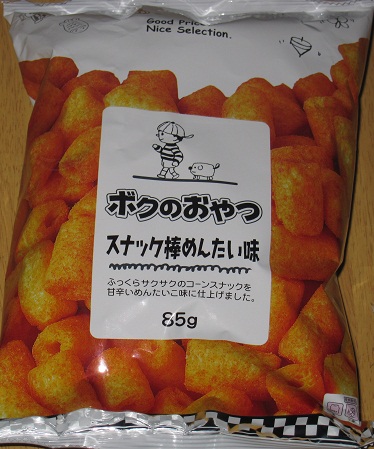 Good Price
Nice Selection.
ボクのおやつ
スナック棒めんたい味
ふっくらサクサクのコーンスナックを
甘辛いめんたいこ味に仕上げました。
85g